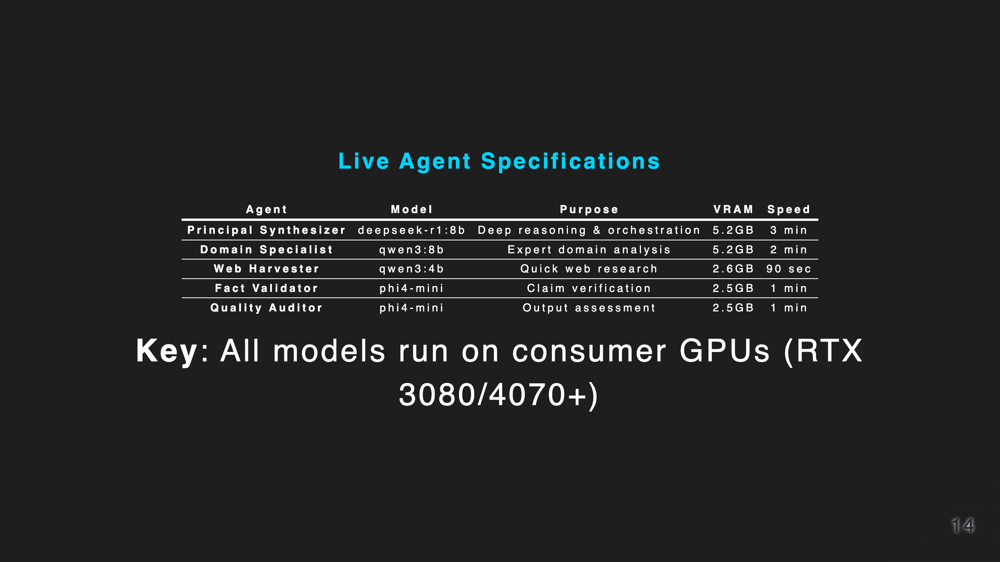 Live Agent Specifications
Agent Model Purpose VRAM Speed
Principal Synthesizer deepseek-r1:8b Deep reasoning & orchestration 5.2GB 3 min
Domain Specialist qwen3:8b Expert domain analysis 5.2GB 2 min
Web Harvester qwen3:4b Quick web research 2.6GB 90 sec
Fact Validator phi4-mini Claim verification 2.5GB 1 min
Quality Auditor phi4-mini Output assessment 2.5GB 1 min
Key: All models run on consumer GPUs (RTX
3080/4070+)
14